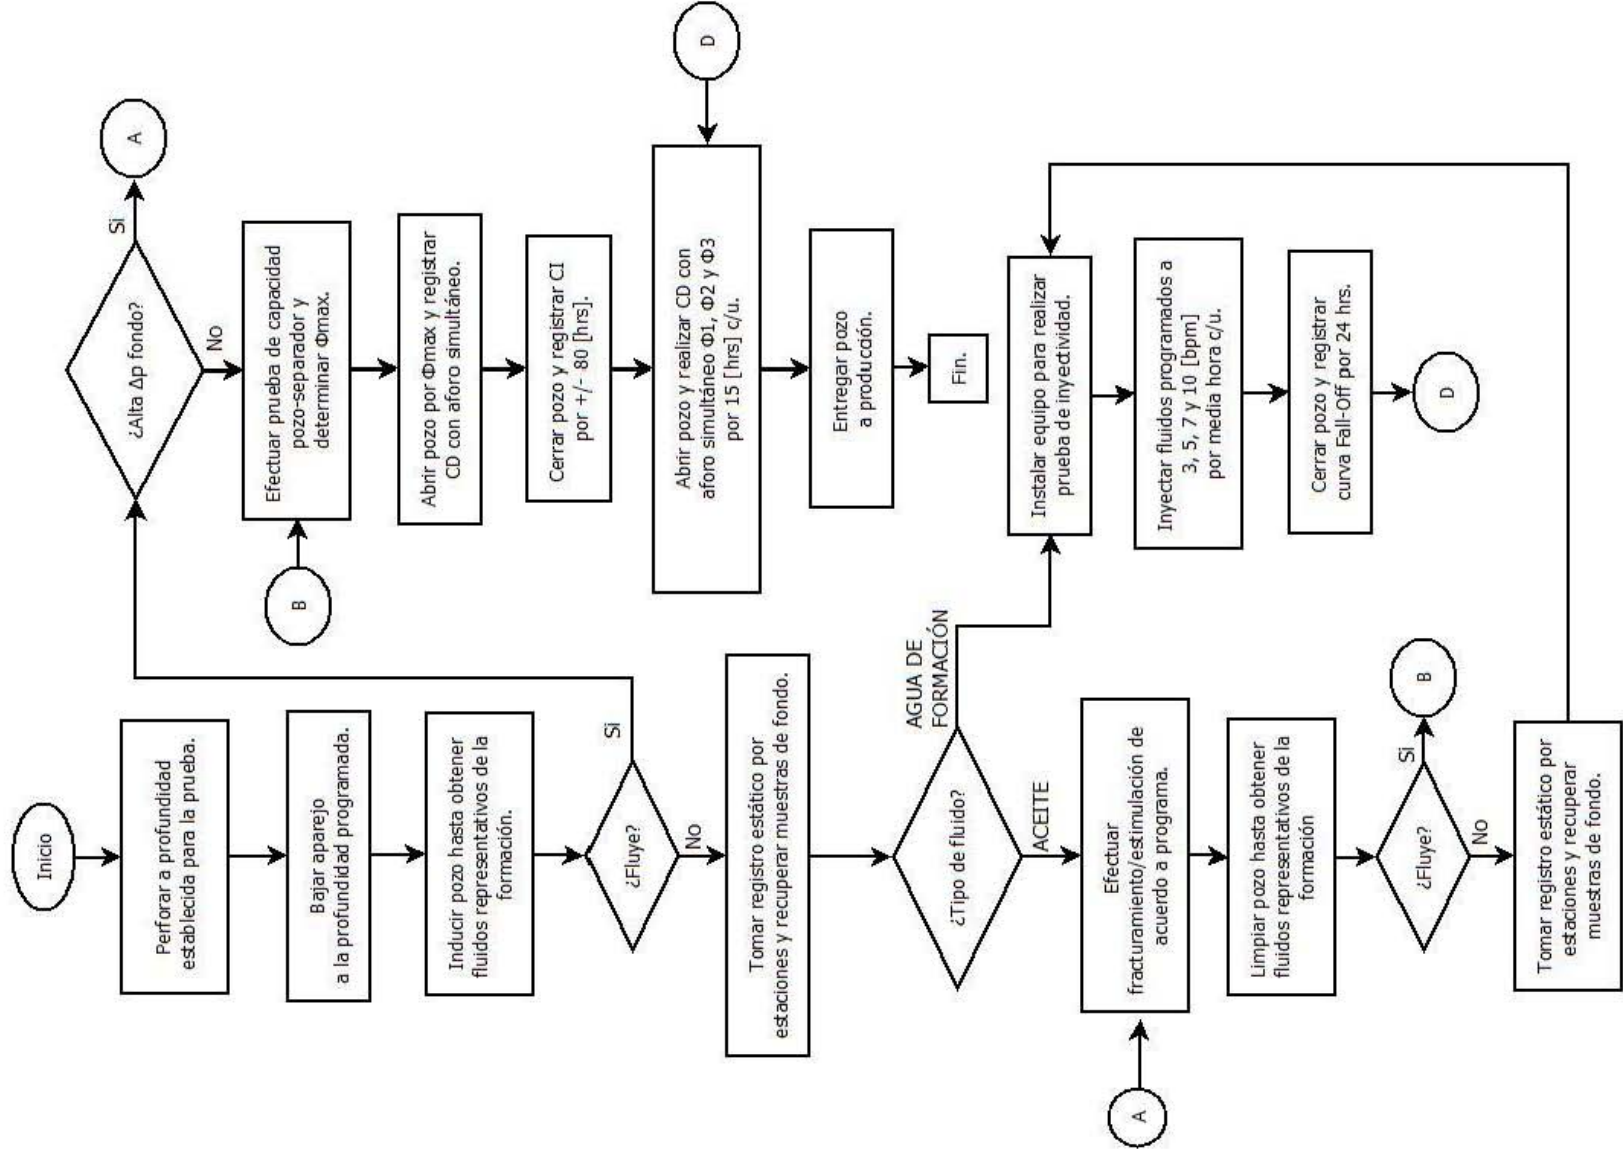 Inicio
Perforar a profundidad
establecida para la prueba.
Bajar aparejo
a la profundidad programada.
Inducir pozo hasta obtener
fluidos representativos de la
formación.
¿Fluye?
Si
No
Tomar registro estático por
estaciones y recuperar muestras de fondo.
¿Tipo de fluido?
AGUA DE
FORMACIÓN
ACEITE
A
Efectuar
fracturamiento/estimulación de
acuerdo a programa.
Limpiar pozo hasta obtener
fluidos representativos de la
formación
¿Fluye?
Si
B
No
Tomar registro estático por
estaciones y recuperar
muestras de fondo.
¿Alta Δp fondo?
Si
A
No
B
Efectuar prueba de capacidad
pozo-separador y
determinar Φmax.
Abrir pozo por Φmax y registrar
CD con aforo simultáneo.
Cerrar pozo y registrar CI
por +/- 80 [hrs].
D
Abrir pozo y realizar CD con
aforo simultáneo Φ1, Φ2 y Φ3
por 15 [hrs] c/u.
Entregar pozo
a producción.
Fin.
Instalar equipo para realizar
prueba de inyectividad.
Inyectar fluidos programados a
3, 5, 7 y 10 [bpm]
por media hora c/u.
Cerrar pozo y registrar
curva Fall-Off por 24 hrs.
D